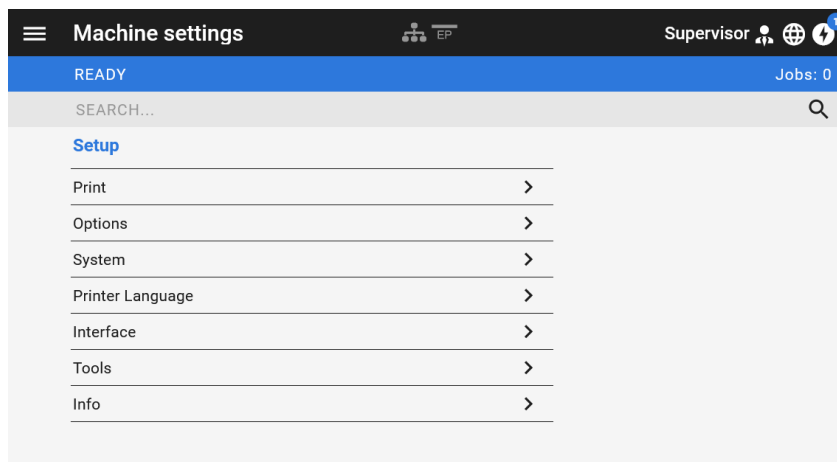 Machine settings
EP
Supervisor
READY
Jobs: 0
SEARCH...
Setup
Print
Options
System
Printer Language
Interface
Tools
Info